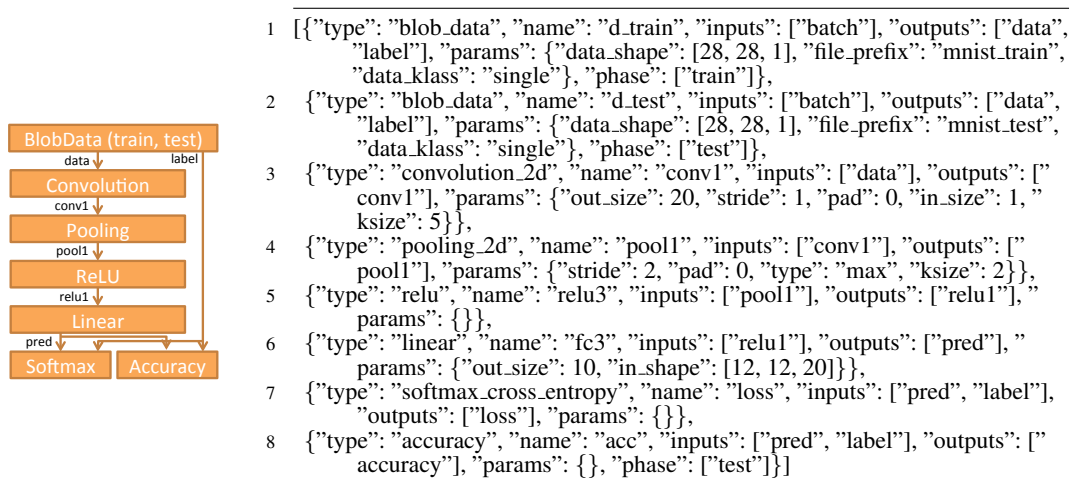 BlobData (train, test)
data
label
Convolution
conv1
Pooling
pool1
ReLU
relu1
Linear
pred
Softmax
Accuracy
1 [{”type”: ”blob_data”, ”name”: ”d_train”, ”inputs”: [”batch”], ”outputs”: [”data”,
”label”], ”params”: {”data_shape”: [28, 28, 1], ”file_prefix”: ”mnist_train”,
”data_klass”: ”single”}, ”phase”: [”train”]},
2 {”type”: ”blob_data”, ”name”: ”d_test”, ”inputs”: [”batch”], ”outputs”: [”data”,
”label”], ”params”: {”data_shape”: [28, 28, 1], ”file_prefix”: ”mnist_test”,
”data_klass”: ”single”}, ”phase”: [”test”]},
3 {”type”: ”convolution_2d”, ”name”: ”conv1”, ”inputs”: [”data”], ”outputs”: [”
conv1”], ”params”: {”out_size”: 20, ”stride”: 1, ”pad”: 0, ”in_size”: 1, ”
ksize”: 5}},
4 {”type”: ”pooling_2d”, ”name”: ”pool1”, ”inputs”: [”conv1”], ”outputs”: [”
pool1”], ”params”: {”stride”: 2, ”pad”: 0, ”type”: ”max”, ”ksize”: 2}},
5 {”type”: ”relu”, ”name”: ”relu3”, ”inputs”: [”pool1”], ”outputs”: [”relu1”], ”
params”: {}},
6 {”type”: ”linear”, ”name”: ”fc3”, ”inputs”: [”relu1”], ”outputs”: [”pred”], ”
params”: {”out_size”: 10, ”in_shape”: [12, 12, 20]}},
7 {”type”: ”softmax_cross_entropy”, ”name”: ”loss”, ”inputs”: [”pred”, ”label”],
”outputs”: [”loss”], ”params”: {}},
8 {”type”: ”accuracy”, ”name”: ”acc”, ”inputs”: [”pred”, ”label”], ”outputs”: [”
accuracy”], ”params”: {}, ”phase”: [”test”]}]